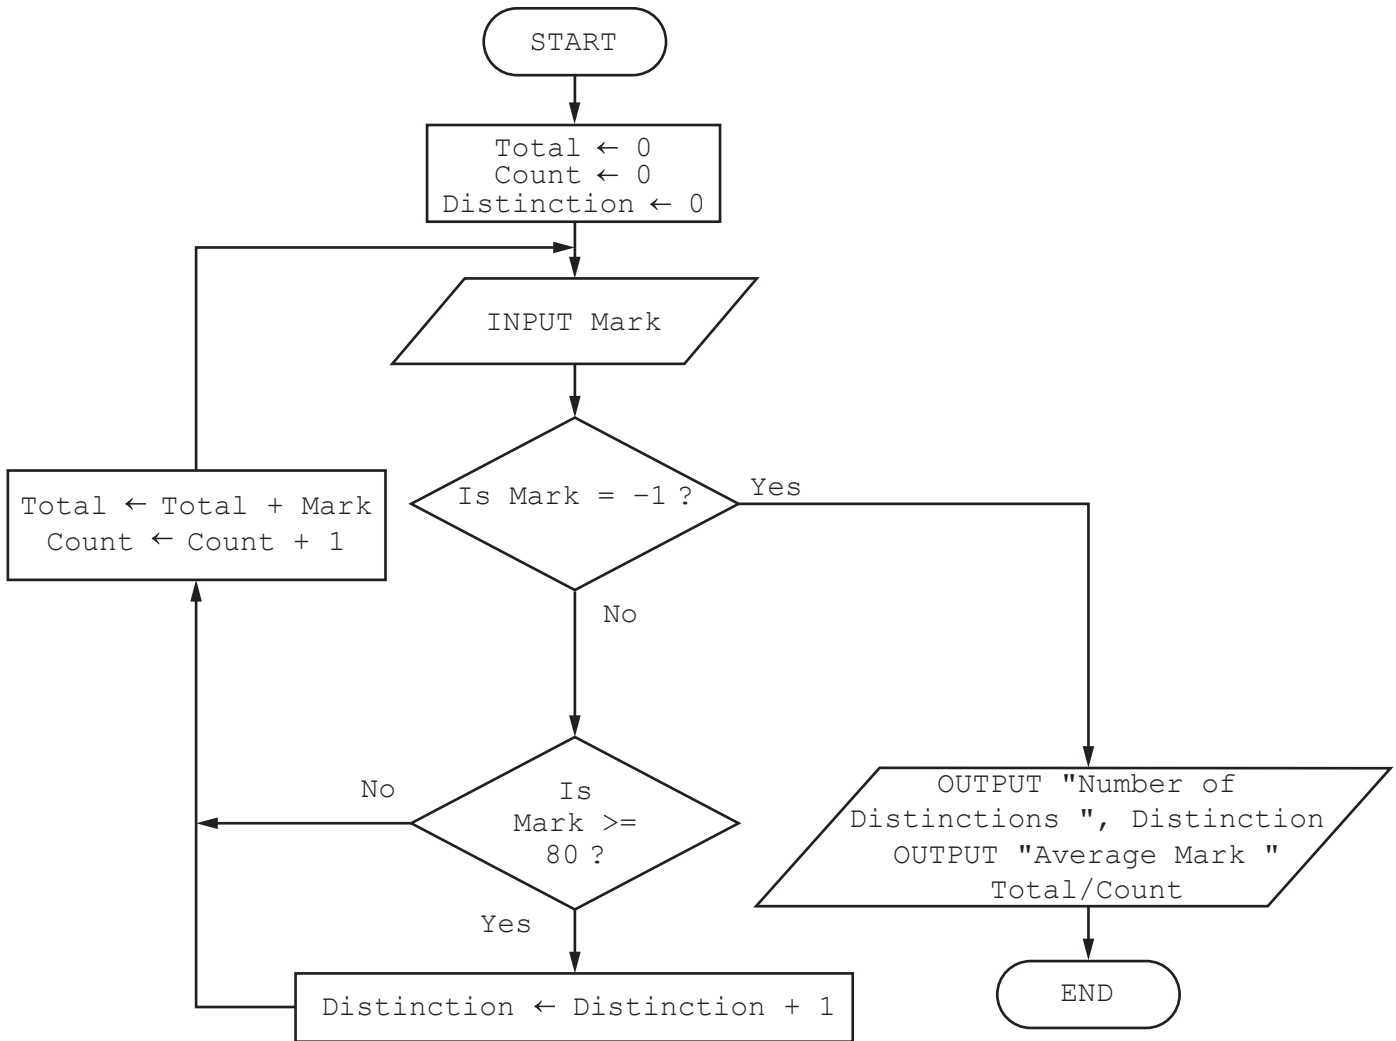 START
Total ← 0
Count ← 0
Distinction ← 0
INPUT Mark
Is Mark = –1 ?
Yes
Total ← Total + Mark
Count ← Count + 1
No
Is
Mark >=
80 ?
No
Yes
Distinction ← Distinction + 1
OUTPUT "Number of
Distinctions ", Distinction
OUTPUT "Average Mark "
Total/Count
END